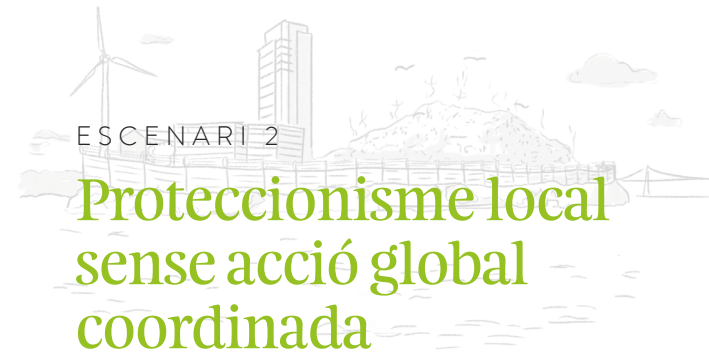 ESCENARI 2
Proteccionisme local
sense acció global
coordinada